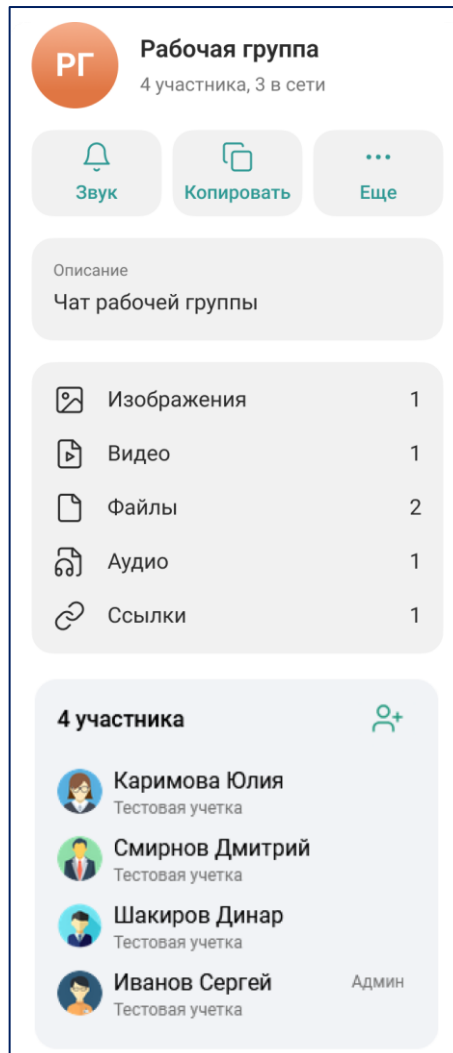 РГ
Рабочая группа
4 участника, 3 в сети
Звук
Копировать
Еще
Описание
Чат рабочей группы
Изображения 1
Видео 1
Файлы 2
Аудио 1
Ссылки 1
4 участника
Каримова Юлия
Тестовая учетка
Смирнов Дмитрий
Тестовая учетка
Шакиров Динар
Тестовая учетка
Иванов Сергей Админ
Тестовая учетка